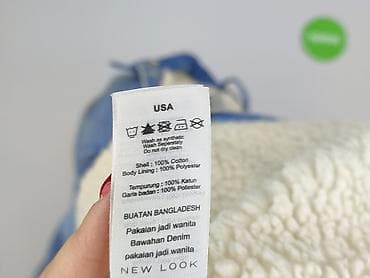 USA
Wash as synthetic
Wash Seperately
Do not dry clean
Shell : 100% Cotton
Body Lining : 100% Polyester
Tempurung : 100% Katun
Garis badan : 100% Poliester
BUATAN BANGLADESH
Pakaian jadi wanita
Bawahan Denim
pakaian jadi wanita
NEW LOOK